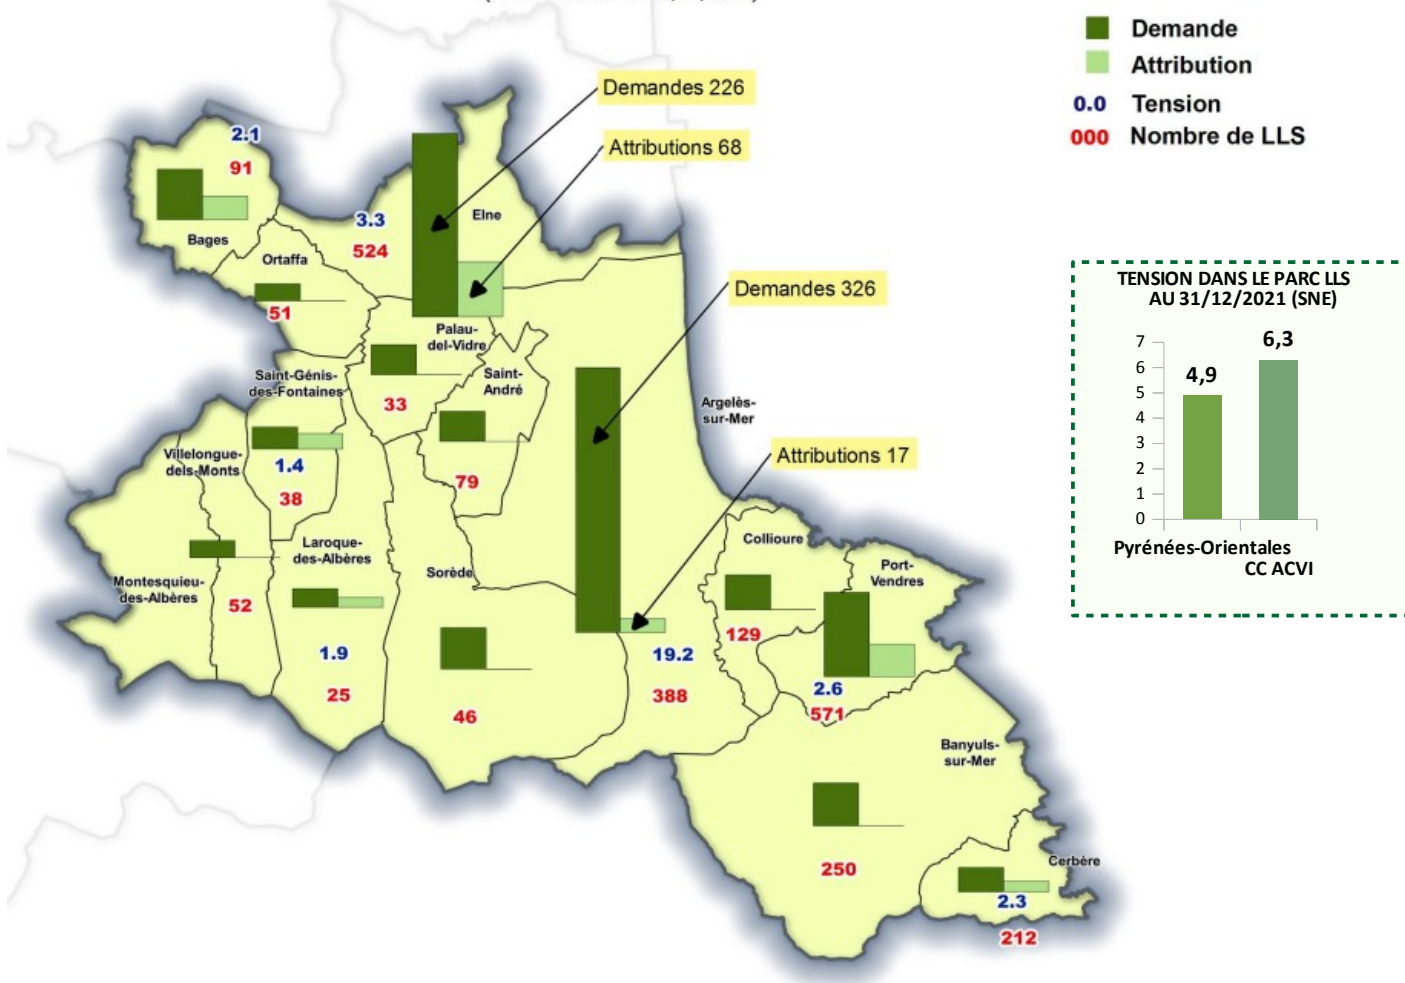 Demande
Attribution
0.0 Tension
000 Nombre de LLS
Demandes 226
Attributions 68
2.1
91
Bages
3.3
524
Elne
Ortaffa
51
Demandes 326
TENSION DANS LE PARC LLS
AU 31/12/2021 (SNE)
7
6
5
4
3
2
1
0
4,9
6,3
Pyrénées-Orientales
CC ACVI
Palau-
del-Vidre
33
Saint-
André
79
Saint-Génis-
des-Fontaines
1.4
38
Argelès-
sur-Mer
Attributions 17
19.2
388
Villelongue-
dels-Monts
52
Montesquieu-
des-Albères
Laroque-
des-Albères
1.9
25
Sorède
46
Collioure
129
Port-
Vendres
2.6
571
Banyuls-
sur-Mer
250
Cerbère
2.3
212